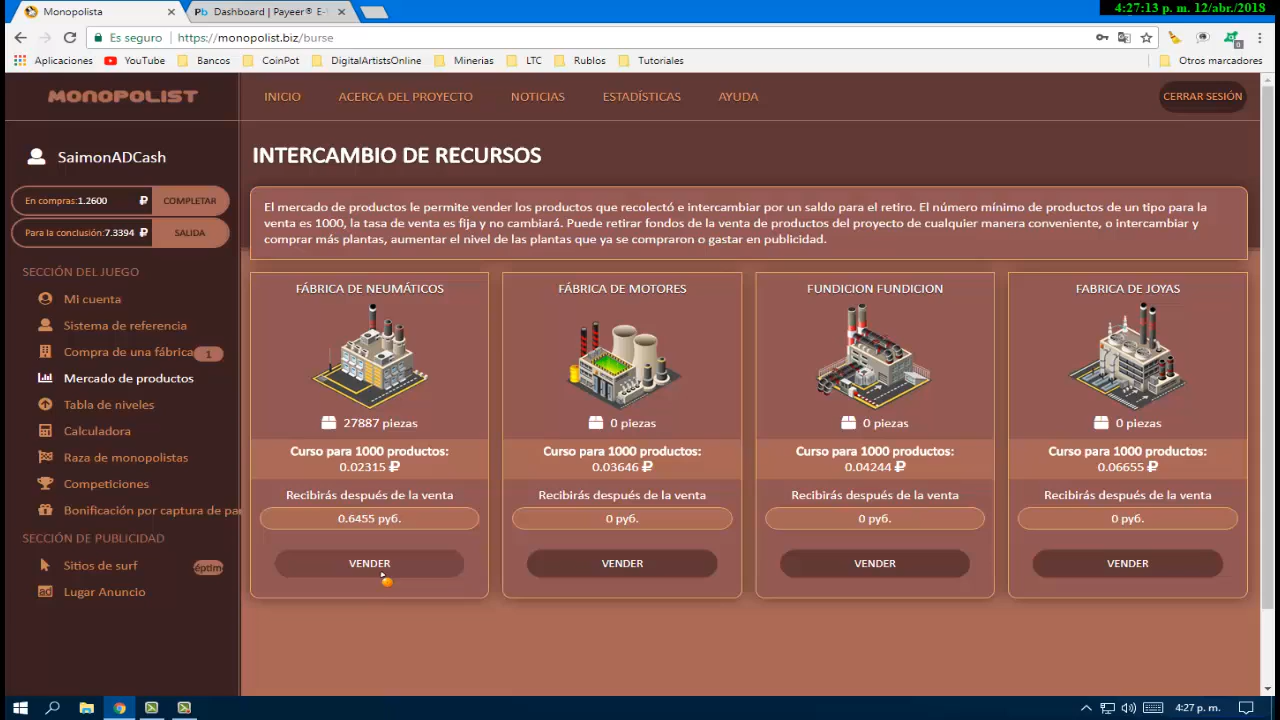 4:27:13 p. m. 12/abr./2018
Monopolista
Dashboard | Payeer® E-
Es seguro
https://monopolist.biz/burse
Aplicaciones
YouTube
Bancos
CoinPot
DigitalArtistsOnline
Minerias
LTC
Rublos
Tutoriales
Otros marcadores
MONOPOLIST
INICIO
ACERCA DEL PROYECTO
NOTICIAS
ESTADÍSTICAS
AYUDA
CERRAR SESIÓN
SaimonADCash
En compras:1.2600 ₽
COMPLETAR
Para la conclusión:7.3394 ₽
SALIDA
SECCIÓN DEL JUEGO
Mi cuenta
Sistema de referencia
Compra de una fábrica 1
Mercado de productos
Tabla de niveles
Calculadora
Raza de monopolistas
Competiciones
Bonificación por captura de pa
SECCIÓN DE PUBLICIDAD
Sitios de surf
éptim
Lugar Anuncio
INTERCAMBIO DE RECURSOS
El mercado de productos le permite vender los productos que recolectó e intercambiar por un saldo para el retiro. El número mínimo de productos de un tipo para la
venta es 1000, la tasa de venta es fija y no cambiará. Puede retirar fondos de la venta de productos del proyecto de cualquier manera conveniente, o intercambiar y
comprar más plantas, aumentar el nivel de las plantas que ya se compraron o gastar en publicidad.
FÁBRICA DE NEUMÁTICOS
27887 piezas
Curso para 1000 productos:
0.02315 ₽
Recibirás después de la venta
0.6455 руб.
VENDER
FÁBRICA DE MOTORES
0 piezas
Curso para 1000 productos:
0.03646 ₽
Recibirás después de la venta
0 руб.
VENDER
FUNDICION FUNDICION
0 piezas
Curso para 1000 productos:
0.04244 ₽
Recibirás después de la venta
0 руб.
VENDER
FABRICA DE JOYAS
0 piezas
Curso para 1000 productos:
0.06655 ₽
Recibirás después de la venta
0 руб.
VENDER
4:27 p. m.